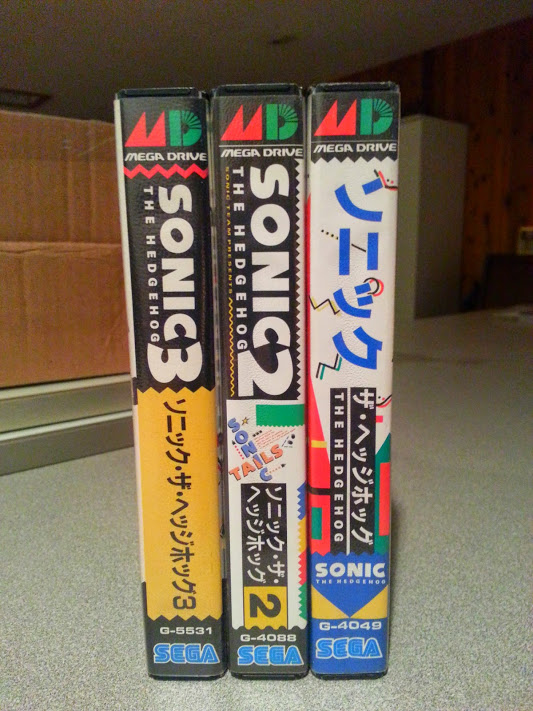 MD
MEGA DRIVE
SONIC 3
THE HEDGEHOG
ソニック・ザ・ヘッジホッグ3
G-5531
SEGA
MD
MEGA DRIVE
SONIC TEAM PRESENTS
SONIC 2
THE HEDGEHOG
SONIC
TAILS
ソニック・ザ・
ヘッジホッグ
2
G-4088
SEGA
MD
MEGA DRIVE
ソニック
ザ・ヘッジホッグ
THE HEDGEHOG
SONIC
THE HEDGEHOG
G-4049
SEGA